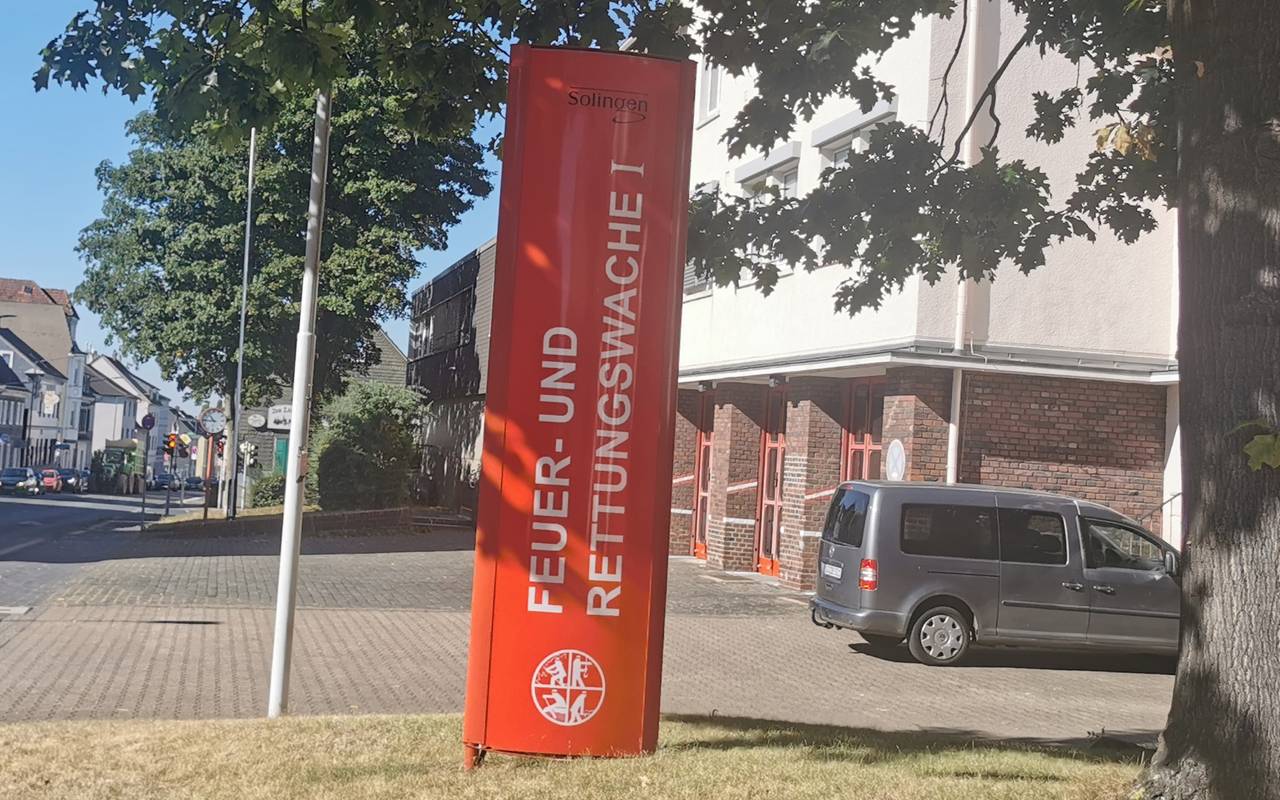 Solingen
FEUER- UND
RETTUNGSWACHE I